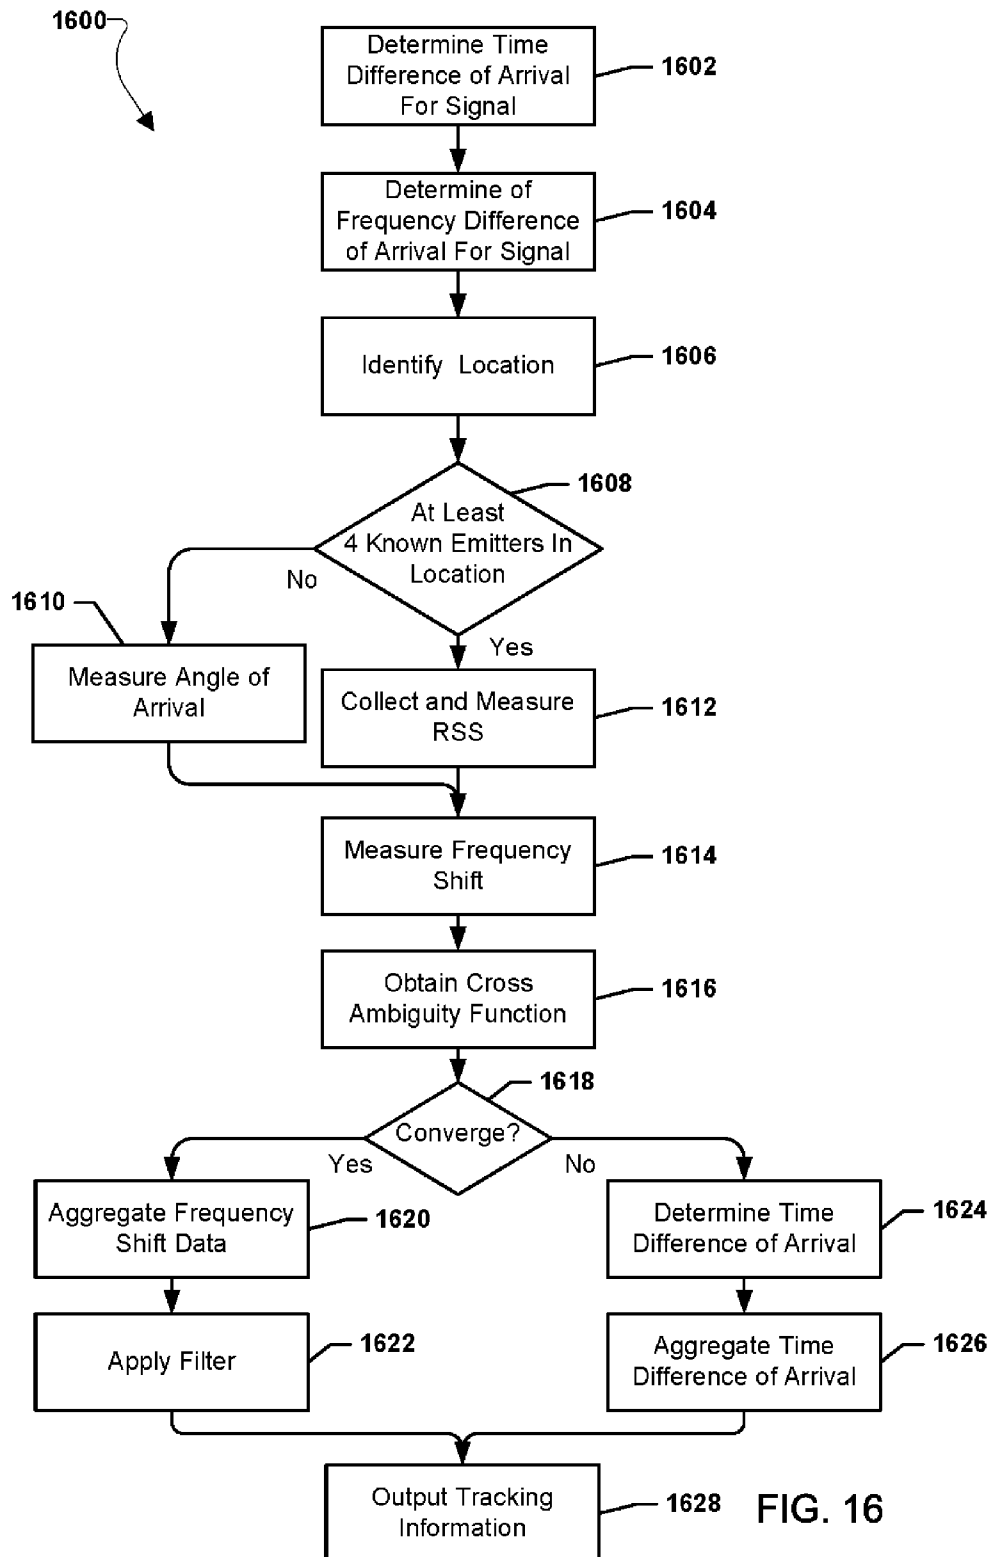 1600
Determine Time
Difference of Arrival
For Signal
1602
Determine of
Frequency Difference
of Arrival For Signal
1604
Identify Location
1606
At Least
4 Known Emitters In
Location
1608
No
Yes
1610
Measure Angle of
Arrival
Collect and Measure
RSS
1612
Measure Frequency
Shift
1614
Obtain Cross
Ambiguity Function
1616
Converge?
1618
Yes
No
Aggregate Frequency
Shift Data
1620
Determine Time
Difference of Arrival
1624
Apply Filter
1622
Aggregate Time
Difference of Arrival
1626
Output Tracking
Information
1628
FIG. 16